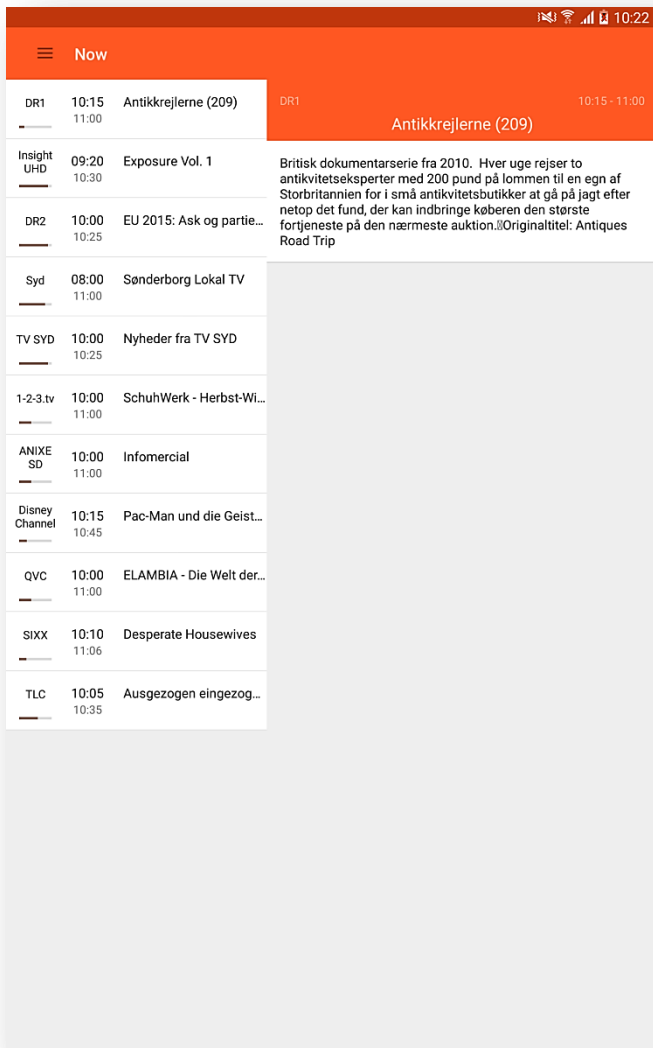 10:22
Now
DR1 10:15 Antikkrejlerne (209)
11:00
Insight UHD 09:20 Exposure Vol. 1
10:30
DR2 10:00 EU 2015: Ask og partie...
10:25
Syd 08:00 Sønderborg Lokal TV
11:00
TV SYD 10:00 Nyheder fra TV SYD
10:25
1-2-3.tv 10:00 SchuhWerk - Herbst-Wi...
11:00
ANIXE SD 10:00 Infomercial
11:00
Disney Channel 10:15 Pac-Man und die Geist...
10:45
QVC 10:00 ELAMBIA - Die Welt der...
11:00
SIXX 10:10 Desperate Housewives
11:06
TLC 10:05 Ausgezogen eingezog...
10:35
DR1 10:15 - 11:00
Antikkrejlerne (209)
Britisk dokumentarserie fra 2010. Hver uge rejser to
antikvitetseksperter med 200 pund på lommen til en egn af
Storbritannien for i små antikvitetsbutikker at gå på jagt efter
netop det fund, der kan indbringe køberen den største
fortjeneste på den nærmeste auktion.Originaltitel: Antiques
Road Trip